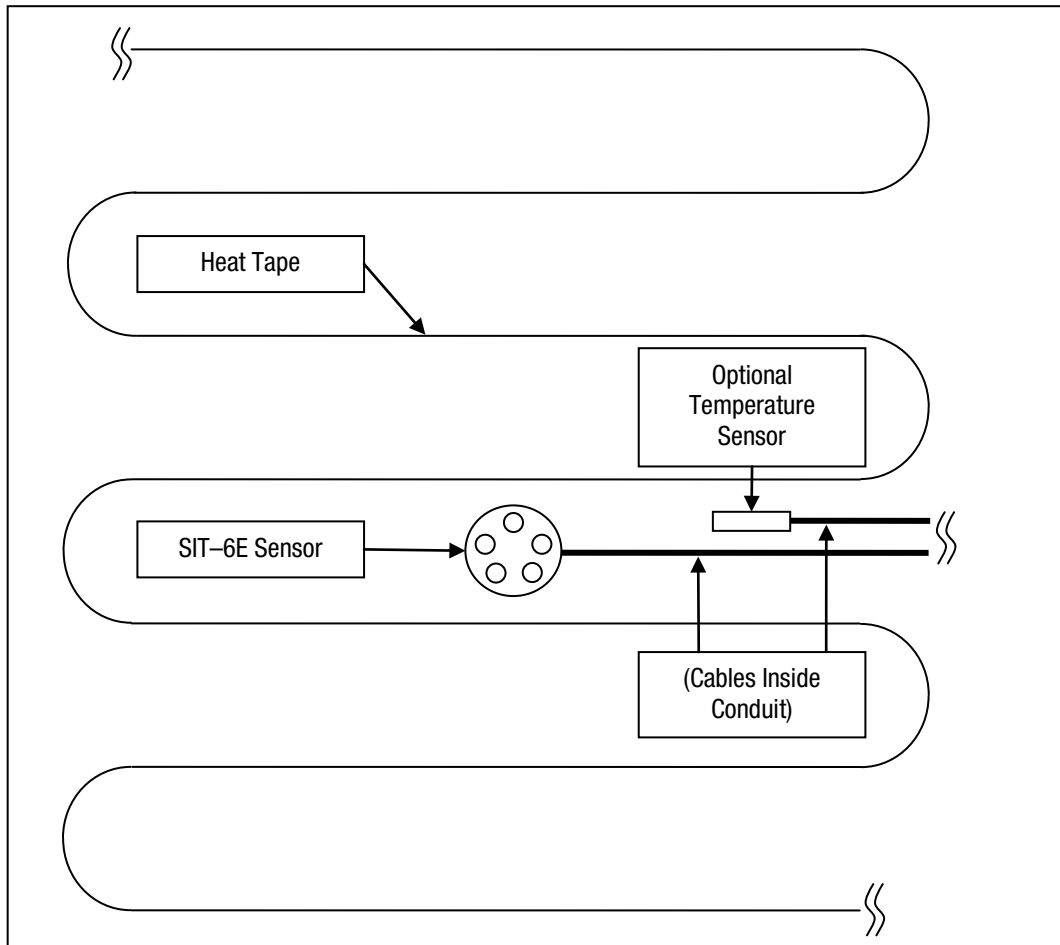 Heat Tape
Optional
Temperature
Sensor
SIT–6E Sensor
(Cables Inside
Conduit)